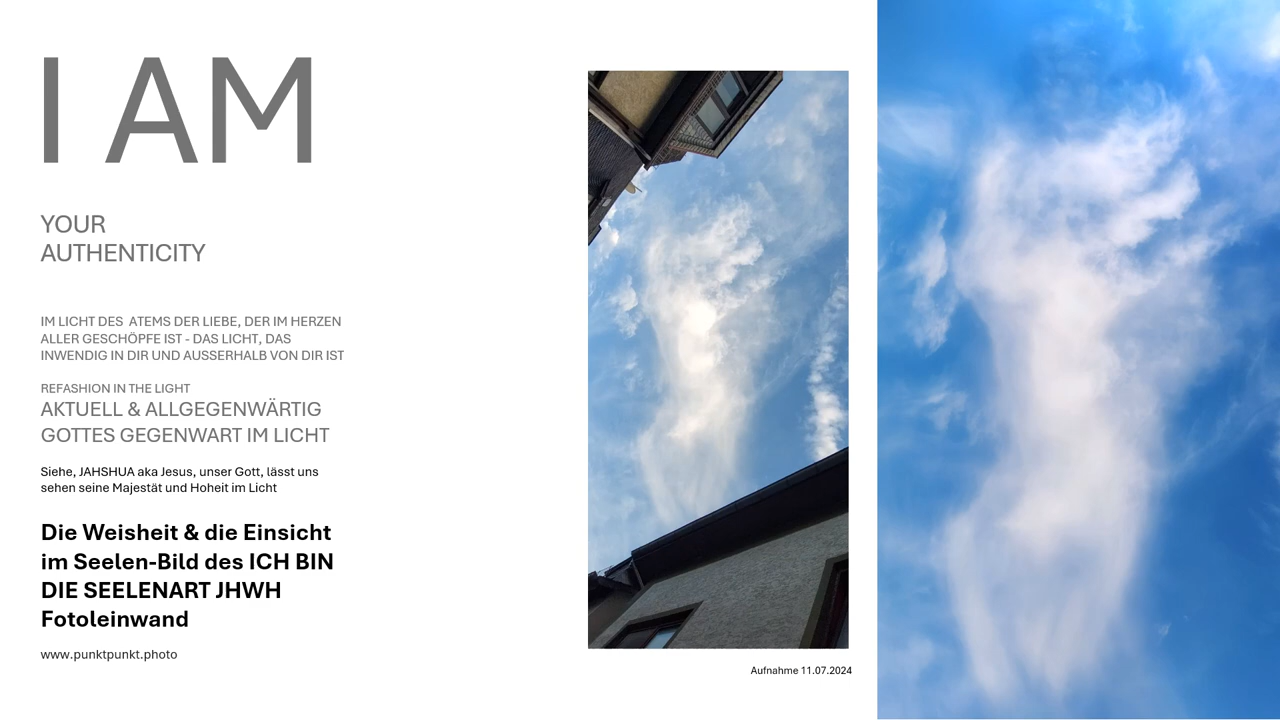 I AM
YOUR
AUTHENTICITY
IM LICHT DES ATEMS DER LIEBE, DER IM HERZEN
ALLER GESCHÖPFE IST - DAS LICHT, DAS
INWENDIG IN DIR UND AUSSERHALB VON DIR IST
REFASHION IN THE LIGHT
AKTUELL & ALLGEGENWÄRTIG
GOTTES GEGENWART IM LICHT
Siehe, JAHSHUA aka Jesus, unser Gott, lässt uns
sehen seine Majestät und Hoheit im Licht
Die Weisheit & die Einsicht
im Seelen-Bild des ICH BIN
DIE SEELENART JHWH
Fotoleinwand
www.punktpunkt.photo
Aufnahme 11.07.2024